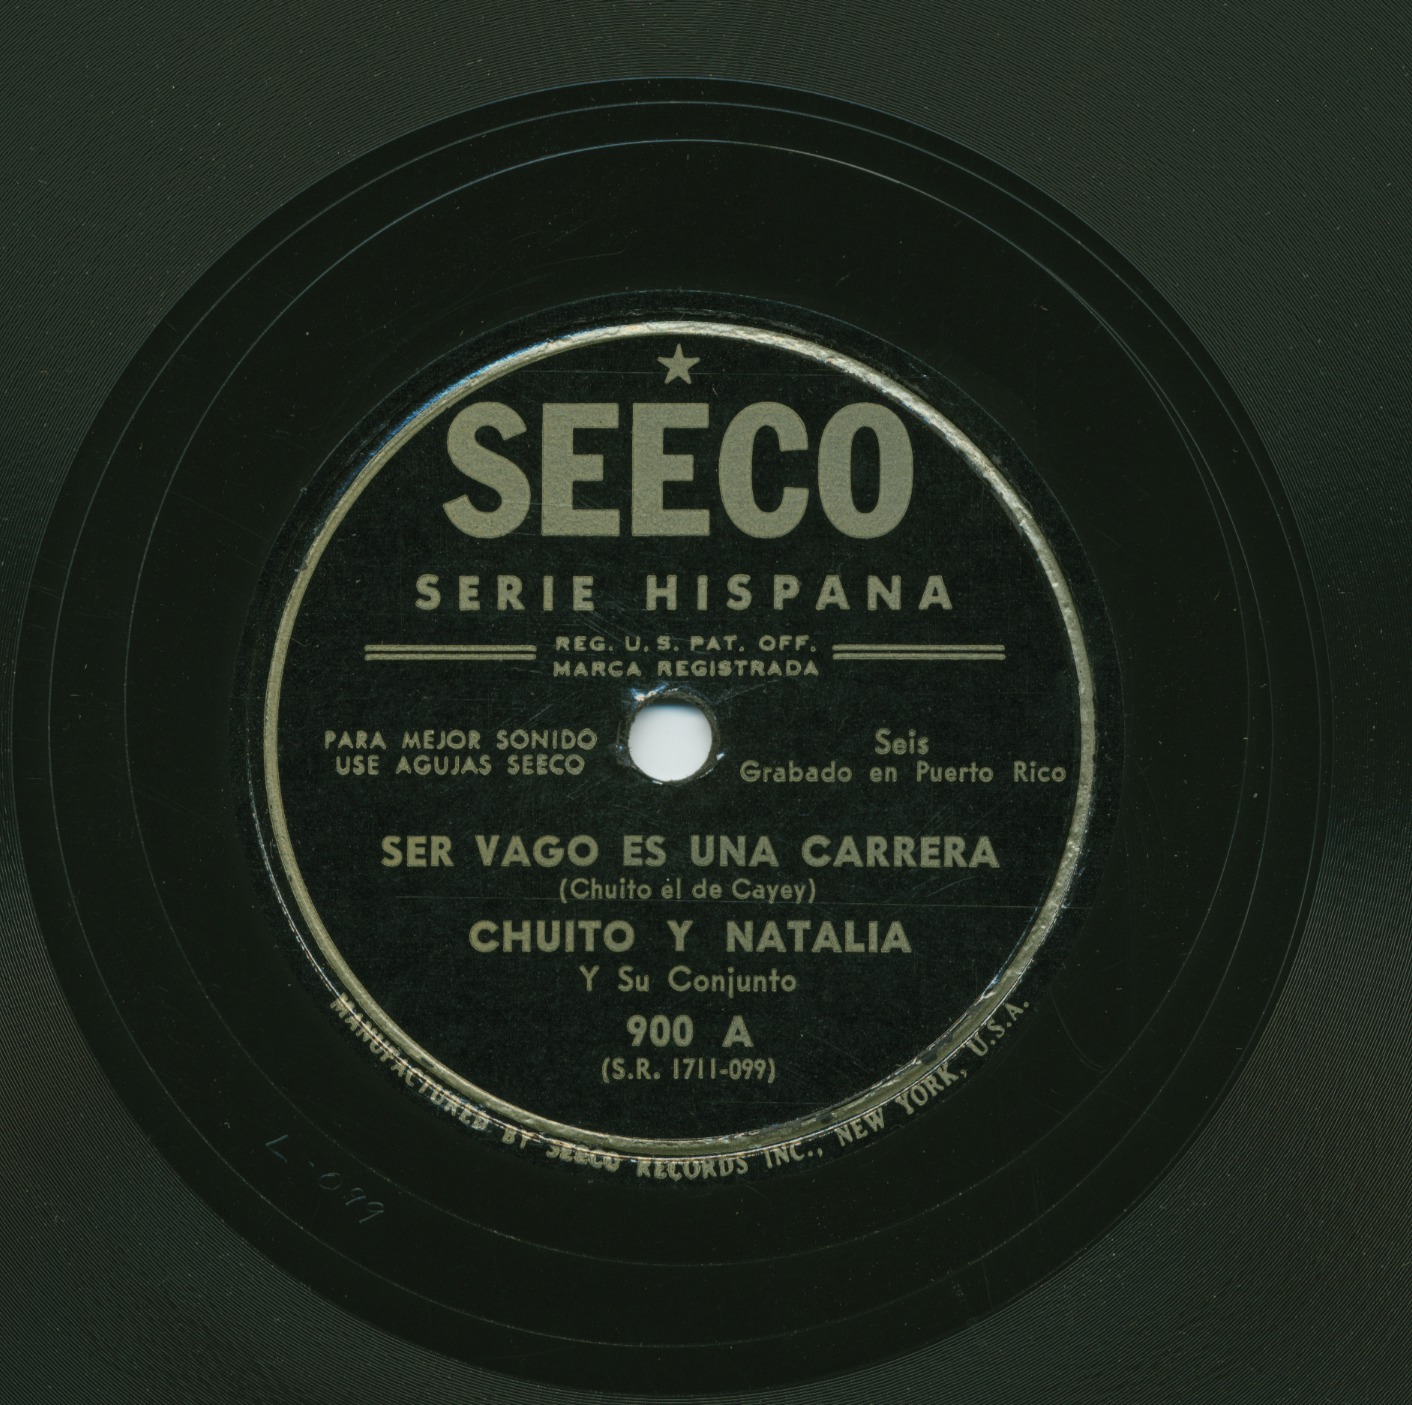 SEECO
SERIE HISPANA
REG. U.S. PAT. OFF.
MARCA REGISTRADA
PARA MEJOR SONIDO
USE AGUJAS SEECO
Seis
Grabado en Puerto Rico
SER VAGO ES UNA CARRERA
(Chuito el de Cayey)
CHUITO Y NATALIA
Y Su Conjunto
900 A
(S.R. 1711-099)
MANUFACTURED BY SEECO RECORDS INC., NEW YORK, U.S.A.
L-099